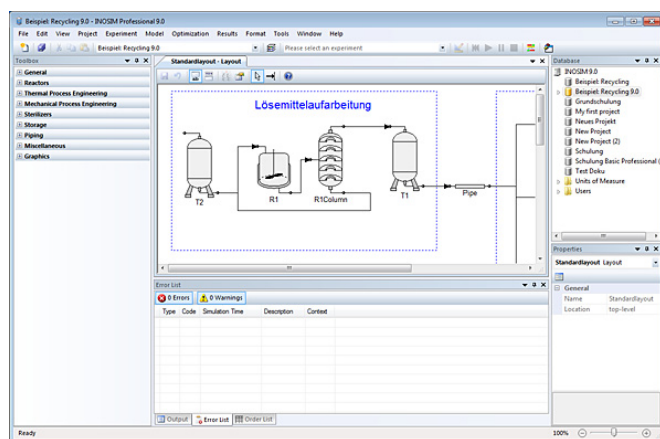 Beispiel: Recycling 9.0 - INOSIM Professional 9.0
File Edit View Project Experiment Model Optimization Results Format Tools Window Help
Beispiel: Recycling 9.0
Please select an experiment
Toolbox
General
Reactors
Thermal Process Engineering
Mechanical Process Engineering
Sterilizers
Storage
Piping
Miscellaneous
Graphics
Standardlayout - Layout
Lösemittelaufarbeitung
T2
R1
R1Column
T1
Pipe
Error List
0 Errors
0 Warnings
Type Code Simulation Time Description Context
Output
Error List
Order List
Database
INOSIM 9.0
Beispiel: Recycling
Beispiel: Recycling 9.0
Grundschulung
My first project
Neues Projekt
New Project
New Project (2)
Schulung
Schulung Basic Professional (
Test Doku
Units of Measure
Users
Properties
Standardlayout Layout
General
Name Standardlayout
Location top-level
Ready
100%